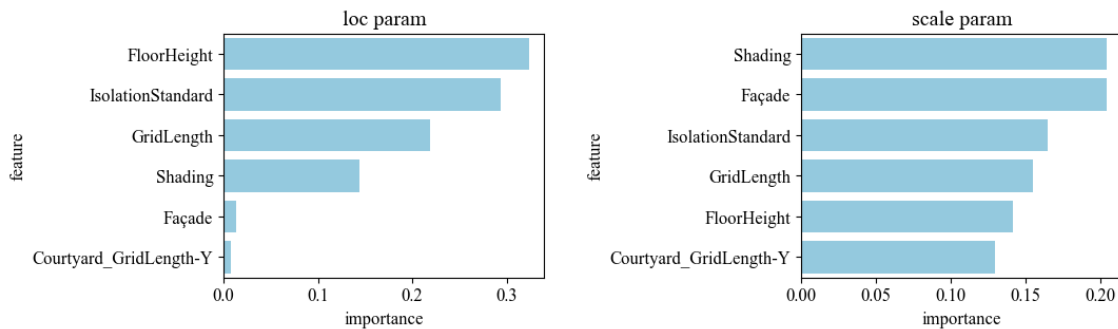 loc param
FloorHeight
IsolationStandard
GridLength
Shading
Façade
Courtyard_GridLength-Y
feature
0.0 0.1 0.2 0.3
importance
scale param
Shading
Façade
IsolationStandard
GridLength
FloorHeight
Courtyard_GridLength-Y
feature
0.00 0.05 0.10 0.15 0.20
importance